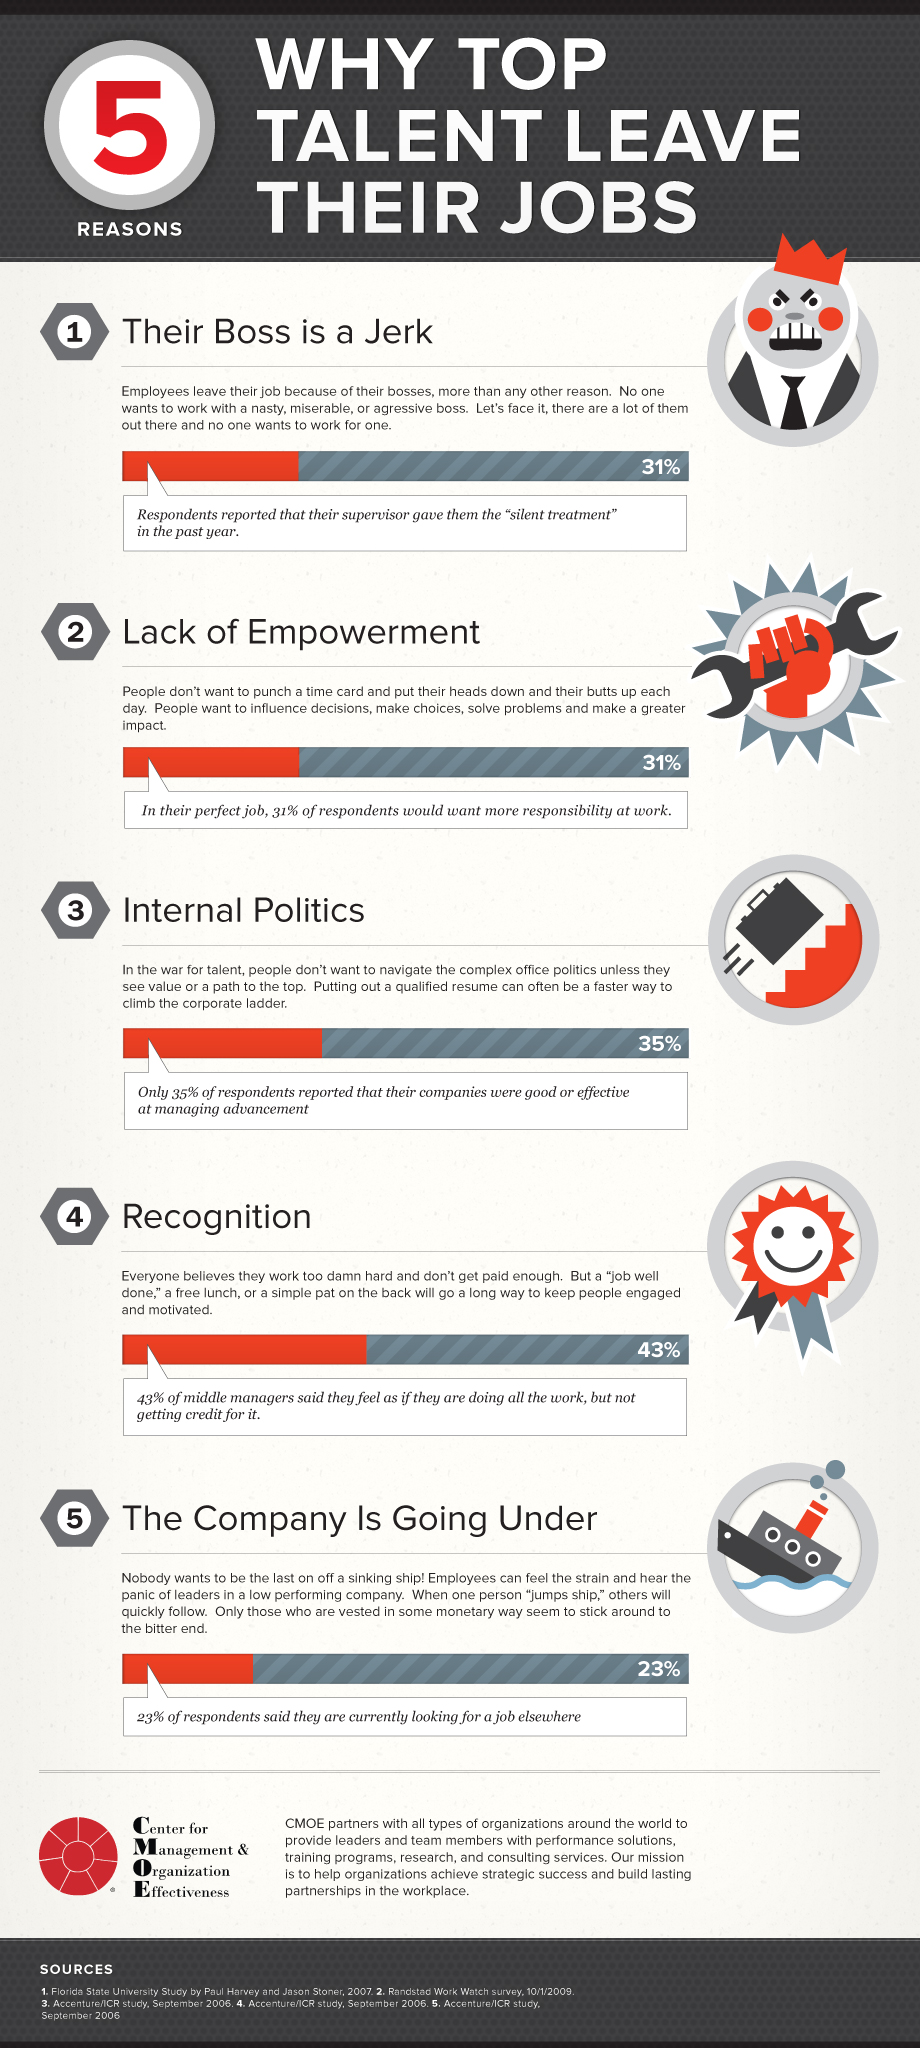 5
REASONS
WHY TOP
TALENT LEAVE
THEIR JOBS
1
Their Boss is a Jerk
Employees leave their job because of their bosses, more than any other reason. No one
wants to work with a nasty, miserable, or agressive boss. Let's face it, there are a lot of them
out there and no one wants to work for one.
31%
Respondents reported that their supervisor gave them the “silent treatment”
in the past year.
2
Lack of Empowerment
People don't want to punch a time card and put their heads down and their butts up each
day. People want to influence decisions, make choices, solve problems and make a greater
impact.
31%
In their perfect job, 31% of respondents would want more responsibility at work.
3
Internal Politics
In the war for talent, people don't want to navigate the complex office politics unless they
see value or a path to the top. Putting out a qualified resume can often be a faster way to
climb the corporate ladder.
35%
Only 35% of respondents reported that their companies were good or effective
at managing advancement
4
Recognition
Everyone believes they work too damn hard and don't get paid enough. But a “job well
done,” a free lunch, or a simple pat on the back will go a long way to keep people engaged
and motivated.
43%
43% of middle managers said they feel as if they are doing all the work, but not
getting credit for it.
5
The Company Is Going Under
Nobody wants to be the last on off a sinking ship! Employees can feel the strain and hear the
panic of leaders in a low performing company. When one person “jumps ship,” others will
quickly follow. Only those who are vested in some monetary way seem to stick around to
the bitter end.
23%
23% of respondents said they are currently looking for a job elsewhere
Center for
Management &
Organization
Effectiveness
®
CMOE partners with all types of organizations around the world to
provide leaders and team members with performance solutions,
training programs, research, and consulting services. Our mission
is to help organizations achieve strategic success and build lasting
partnerships in the workplace.
SOURCES
1. Florida State University Study by Paul Harvey and Jason Stoner, 2007. 2. Randstad Work Watch survey, 10/1/2009.
3. Accenture/ICR study, September 2006. 4. Accenture/ICR study, September 2006. 5. Accenture/ICR study,
September 2006